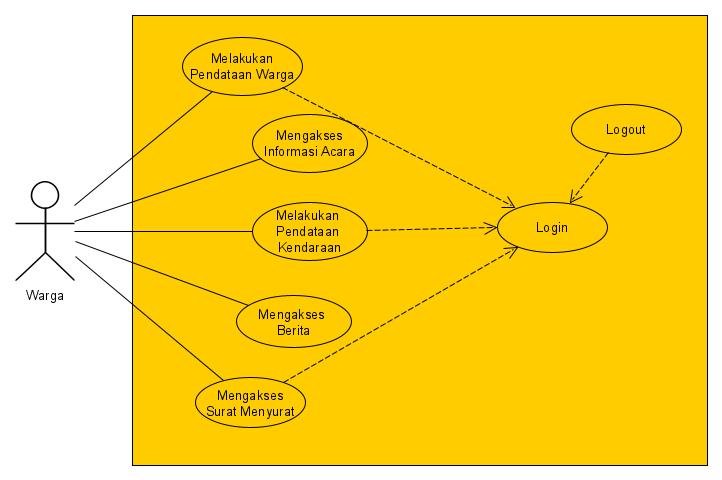 Melakukan
Pendataan Warga
Mengakses
Informasi Acara
Logout
Melakukan
Pendataan
Kendaraan
Login
Warga
Mengakses
Berita
Mengakses
Surat Menyurat